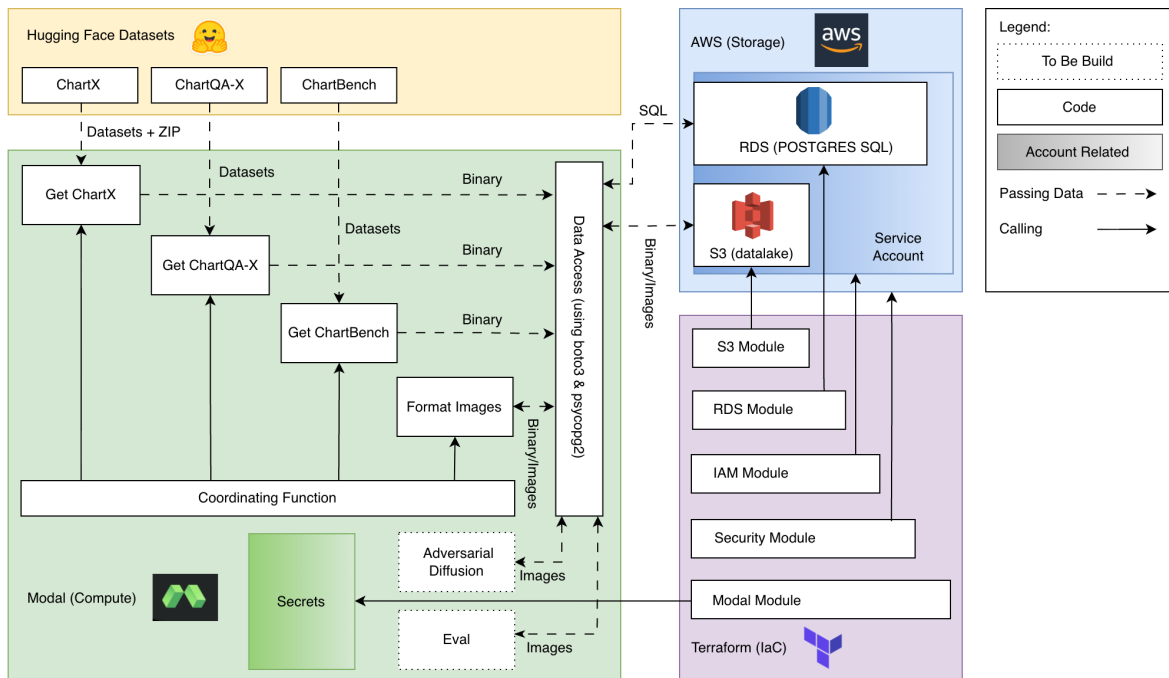 Hugging Face Datasets
ChartX
ChartQA-X
ChartBench
Datasets + ZIP
Get ChartX
Datasets
Binary
Get ChartQA-X
Datasets
Binary
Get ChartBench
Binary
Format Images
Binary/Images
Data Access (using boto3 & psycopg2)
Coordinating Function
Adversarial
Diffusion
Images
Secrets
Modal (Compute)
Eval
Images
SQL
Binary/Images
AWS (Storage)
aws
RDS (POSTGRES SQL)
S3 (datalake)
Service
Account
S3 Module
RDS Module
IAM Module
Security Module
Modal Module
Terraform (IaC)
Legend:
To Be Build
Code
Account Related
Passing Data
Calling